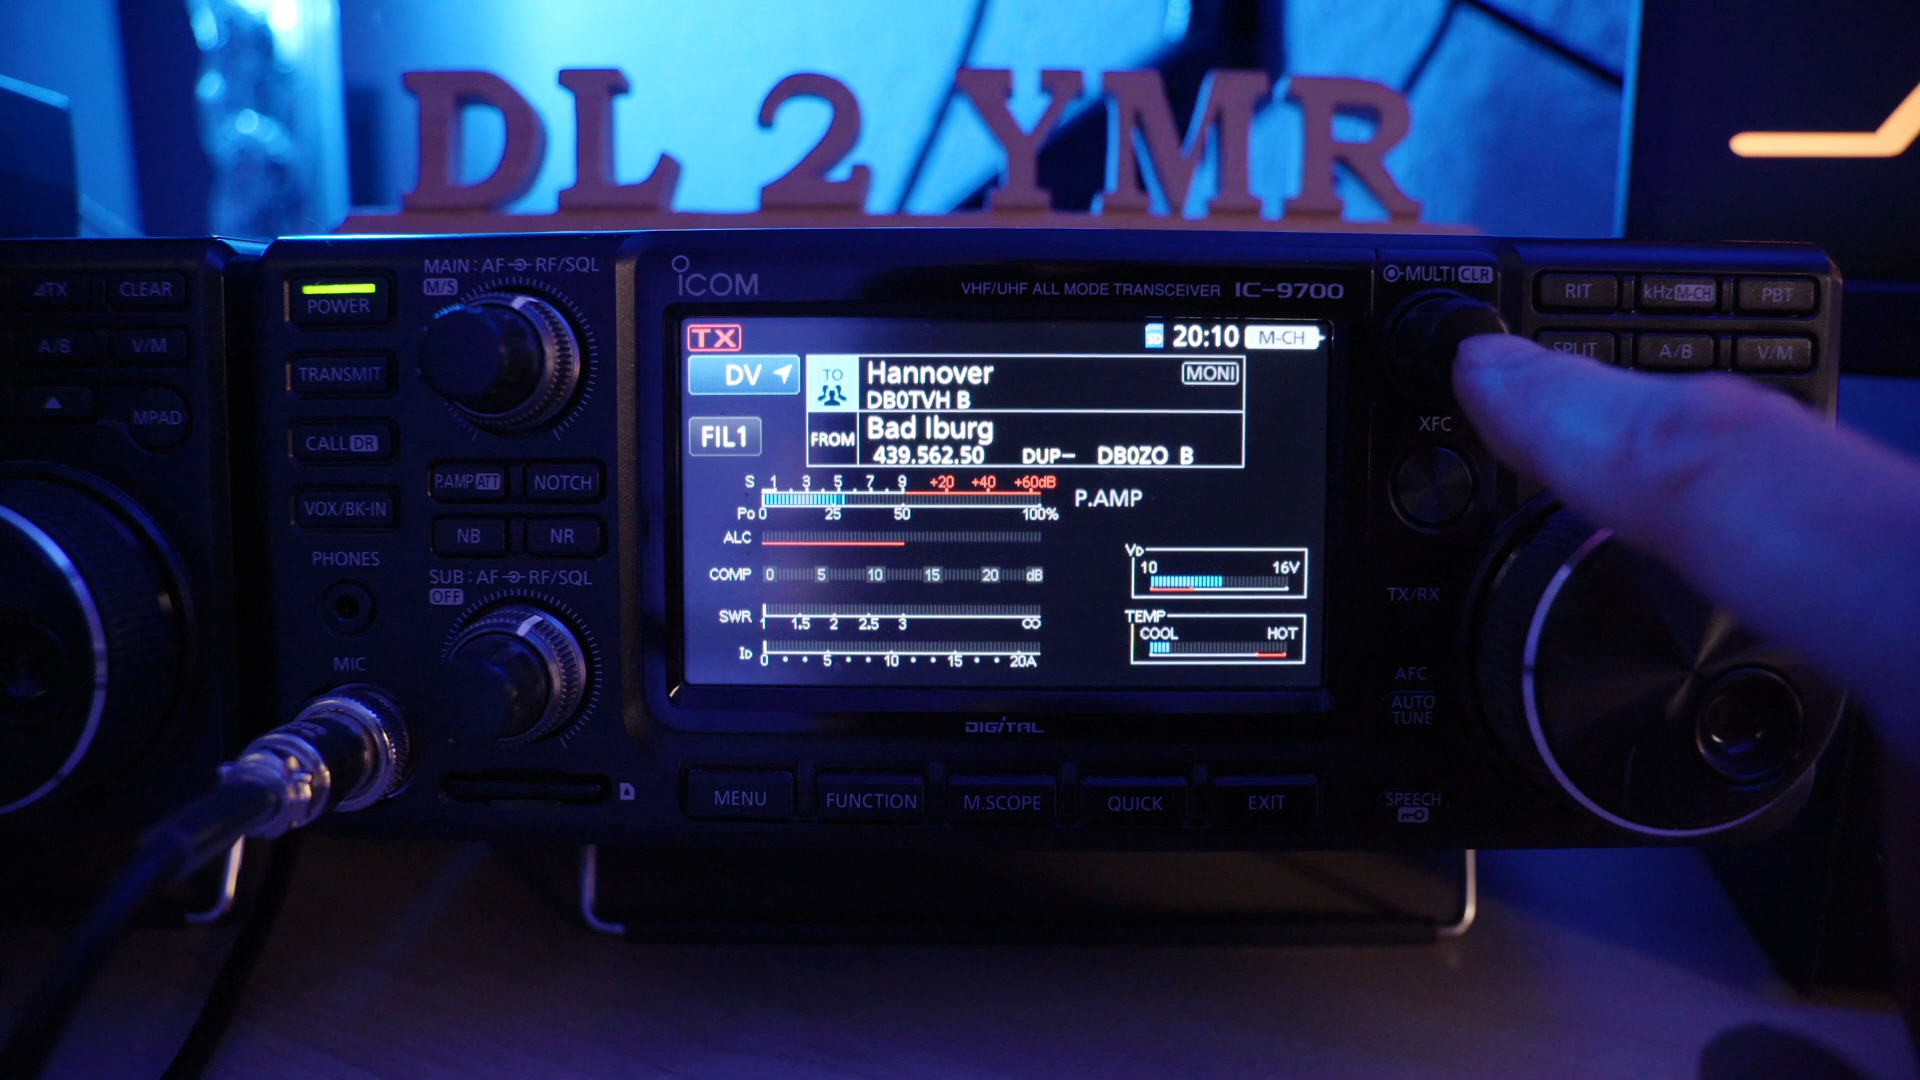 DL 2 YMR
⊿TX CLEAR
A/B V/M
MPAD
POWER
TRANSMIT
CALL DR
VOX/BK-IN
PHONES
MIC
MAIN: AF RF/SQL
M/S
P.AMP ATT NOTCH
NB NR
SUB: AF RF/SQL
OFF
ICOM
VHF/UHF ALL MODE TRANSCEIVER IC-9700
TX
SD 20:10 M-CH
DV
TO Hannover MONI
DB0TVH B
FIL1
FROM Bad Iburg
439.562.50 DUP- DB0ZO B
S 1 3 5 7 9 +20 +40 +60dB
P.AMP
Po 0 25 50 100%
ALC
COMP 0 5 10 15 20 dB
SWR 1 1.5 2 2.5 3 ∞
ID 0 5 10 15 20A
VD
10 16V
TEMP
COOL HOT
DIGITAL
MENU FUNCTION M.SCOPE QUICK EXIT
MULTI CLR
XFC
TX/RX
AFC
AUTO
TUNE
SPEECH
RIT kHz M-CH PBT
SPLIT A/B V/M